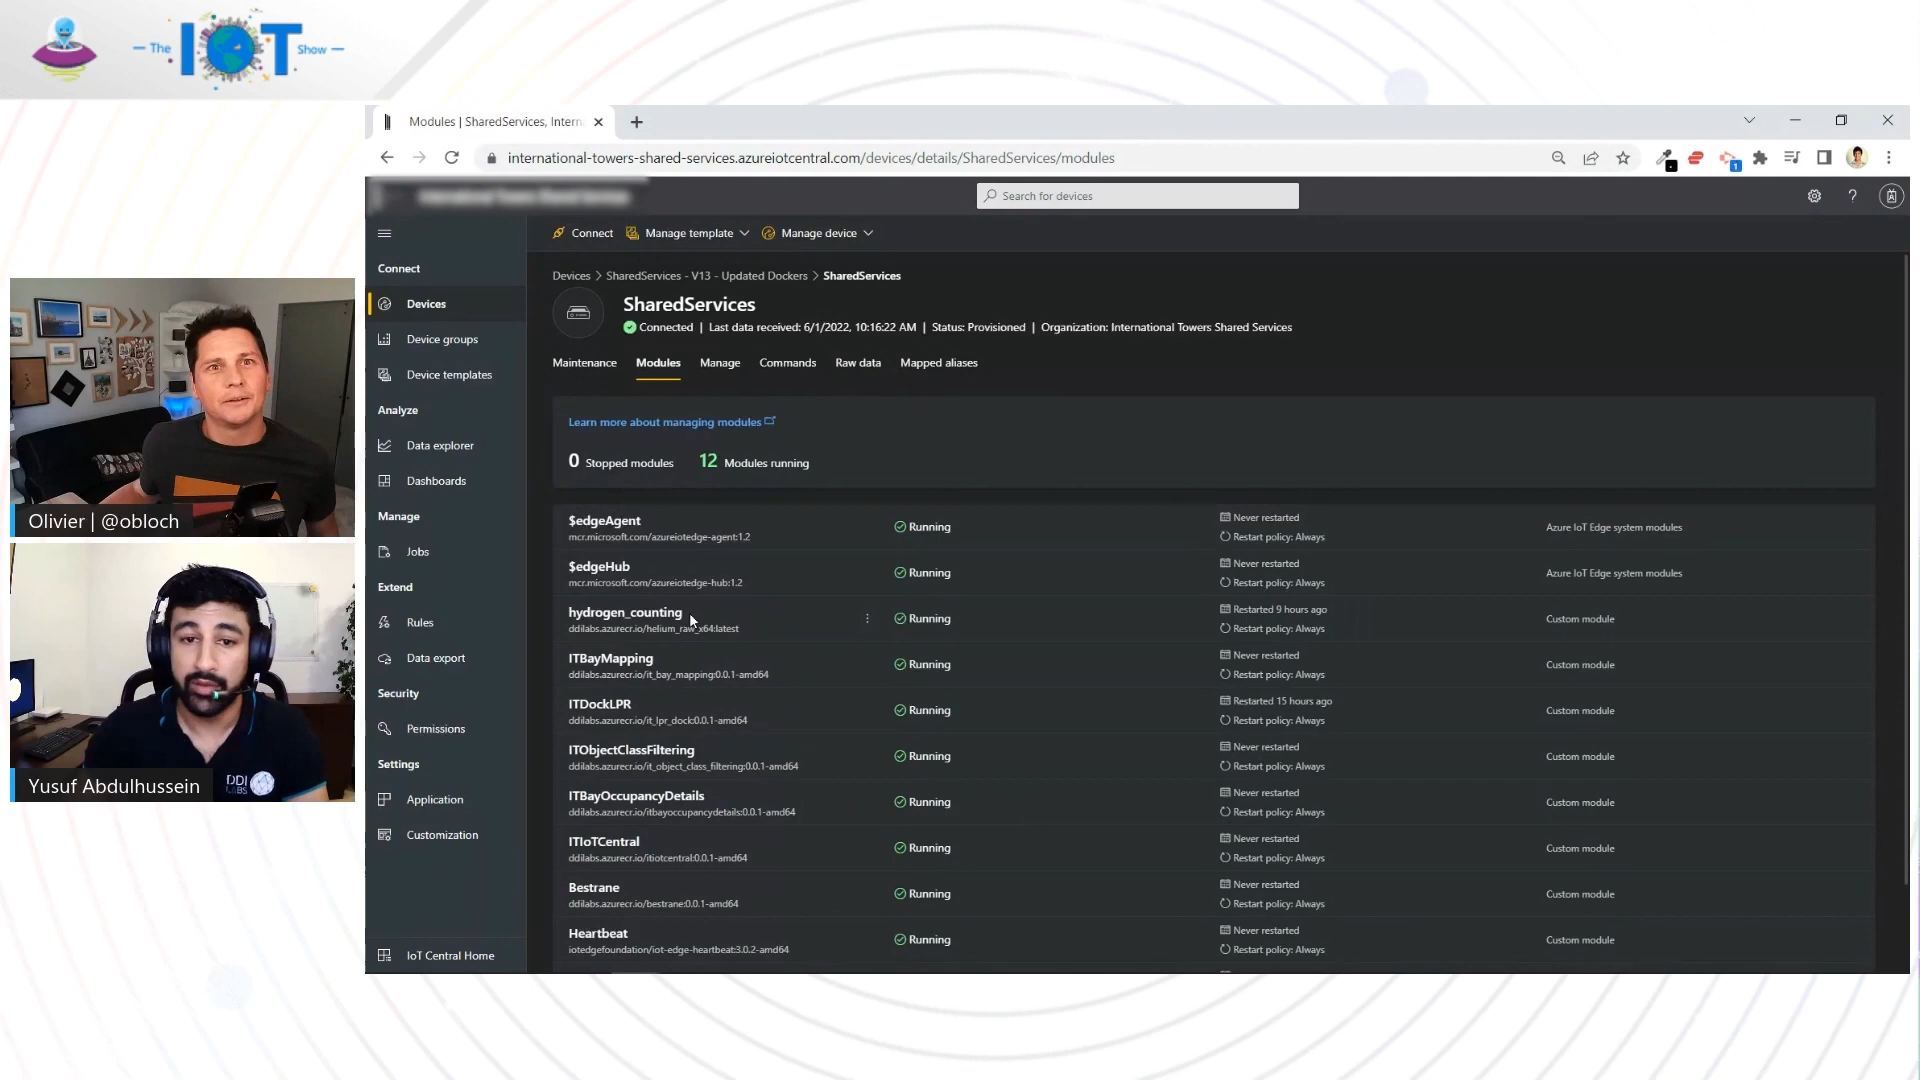 The IOT Show
Modules | SharedServices, Intern
international-towers-shared-services.azureiotcentral.com/devices/details/SharedServices/modules
1
Search for devices
Connect
Manage template
Manage device
Connect
Devices
Device groups
Device templates
Analyze
Data explorer
Dashboards
Manage
Jobs
Extend
Rules
Data export
Security
Permissions
Settings
Application
Customization
IoT Central Home
Devices > SharedServices - V13 - Updated Dockers > SharedServices
SharedServices
Connected | Last data received: 6/1/2022, 10:16:22 AM | Status: Provisioned | Organization: International Towers Shared Services
Maintenance Modules Manage Commands Raw data Mapped aliases
Learn more about managing modules
0 Stopped modules 12 Modules running
$edgeAgent
mcr.microsoft.com/azureiotedge-agent:1.2
Running
Never restarted
Restart policy: Always
Azure IoT Edge system modules
$edgeHub
mcr.microsoft.com/azureiotedge-hub:1.2
Running
Never restarted
Restart policy: Always
Azure IoT Edge system modules
hydrogen_counting
ddilabs.azurecr.io/helium_raw_x64:latest
Running
Restarted 9 hours ago
Restart policy: Always
Custom module
ITBayMapping
ddilabs.azurecr.io/it_bay_mapping:0.0.1-amd64
Running
Never restarted
Restart policy: Always
Custom module
ITDockLPR
ddilabs.azurecr.io/it_lpr_dock:0.0.1-amd64
Running
Restarted 15 hours ago
Restart policy: Always
Custom module
ITObjectClassFiltering
ddilabs.azurecr.io/it_object_class_filtering:0.0.1-amd64
Running
Never restarted
Restart policy: Always
Custom module
ITBayOccupancyDetails
ddilabs.azurecr.io/itbayoccupancydetails:0.0.1-amd64
Running
Never restarted
Restart policy: Always
Custom module
ITIoTCentral
ddilabs.azurecr.io/itiotcentral:0.0.1-amd64
Running
Never restarted
Restart policy: Always
Custom module
Bestrane
ddilabs.azurecr.io/bestrane:0.0.1-amd64
Running
Never restarted
Restart policy: Always
Custom module
Heartbeat
iotedgefoundation/iot-edge-heartbeat:3.0.2-amd64
Running
Never restarted
Restart policy: Always
Custom module
Olivier | @obloch
DDI
LABS
Yusuf Abdulhussein